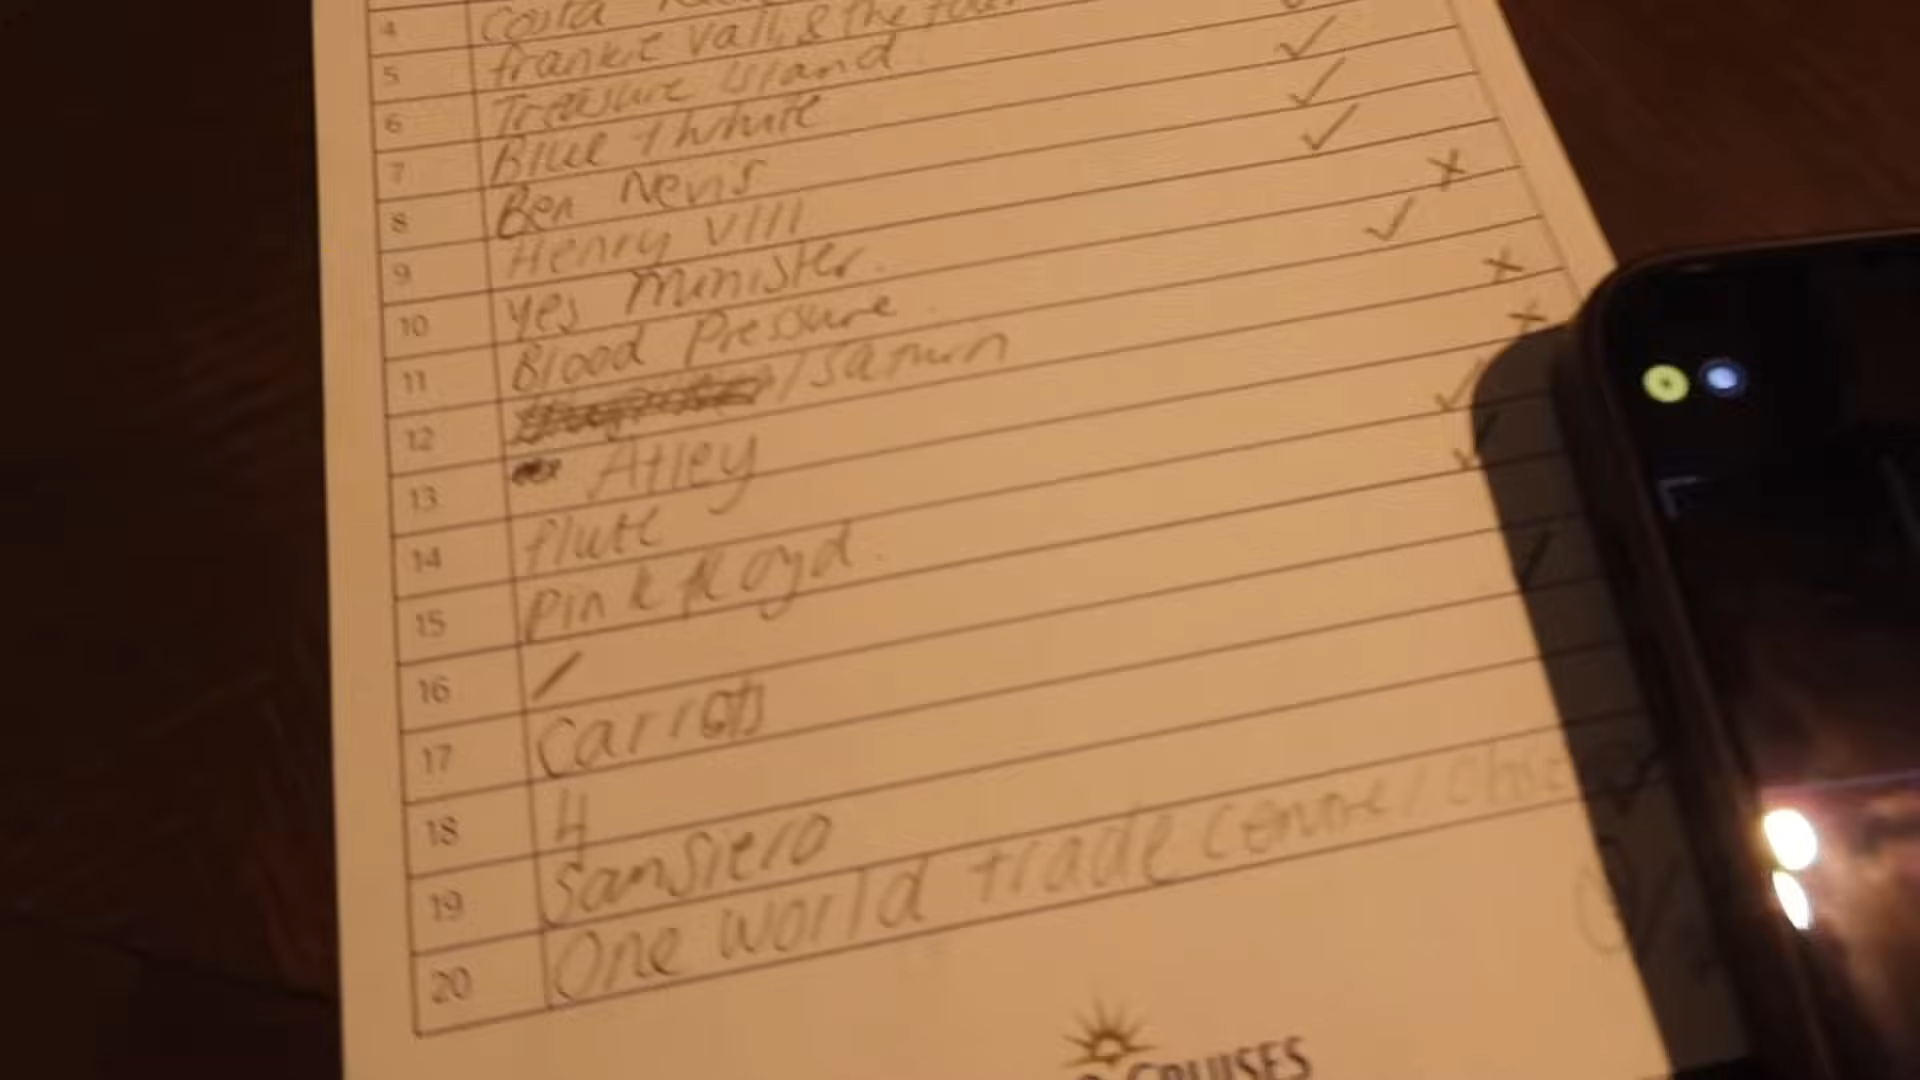 4 Costa
5 frankie valli & the four
6 Treasure Island
7 Blue + white
8 Ben Nevis
9 Henry VIII
10 yes Minister.
11 Blood Pressure.
12 / Saturn
13 Atley
14 flute
15 Pink floyd.
16 /
17 Carrots
18 4
19 SanSiero
20 One world trade centre /
CRUISES